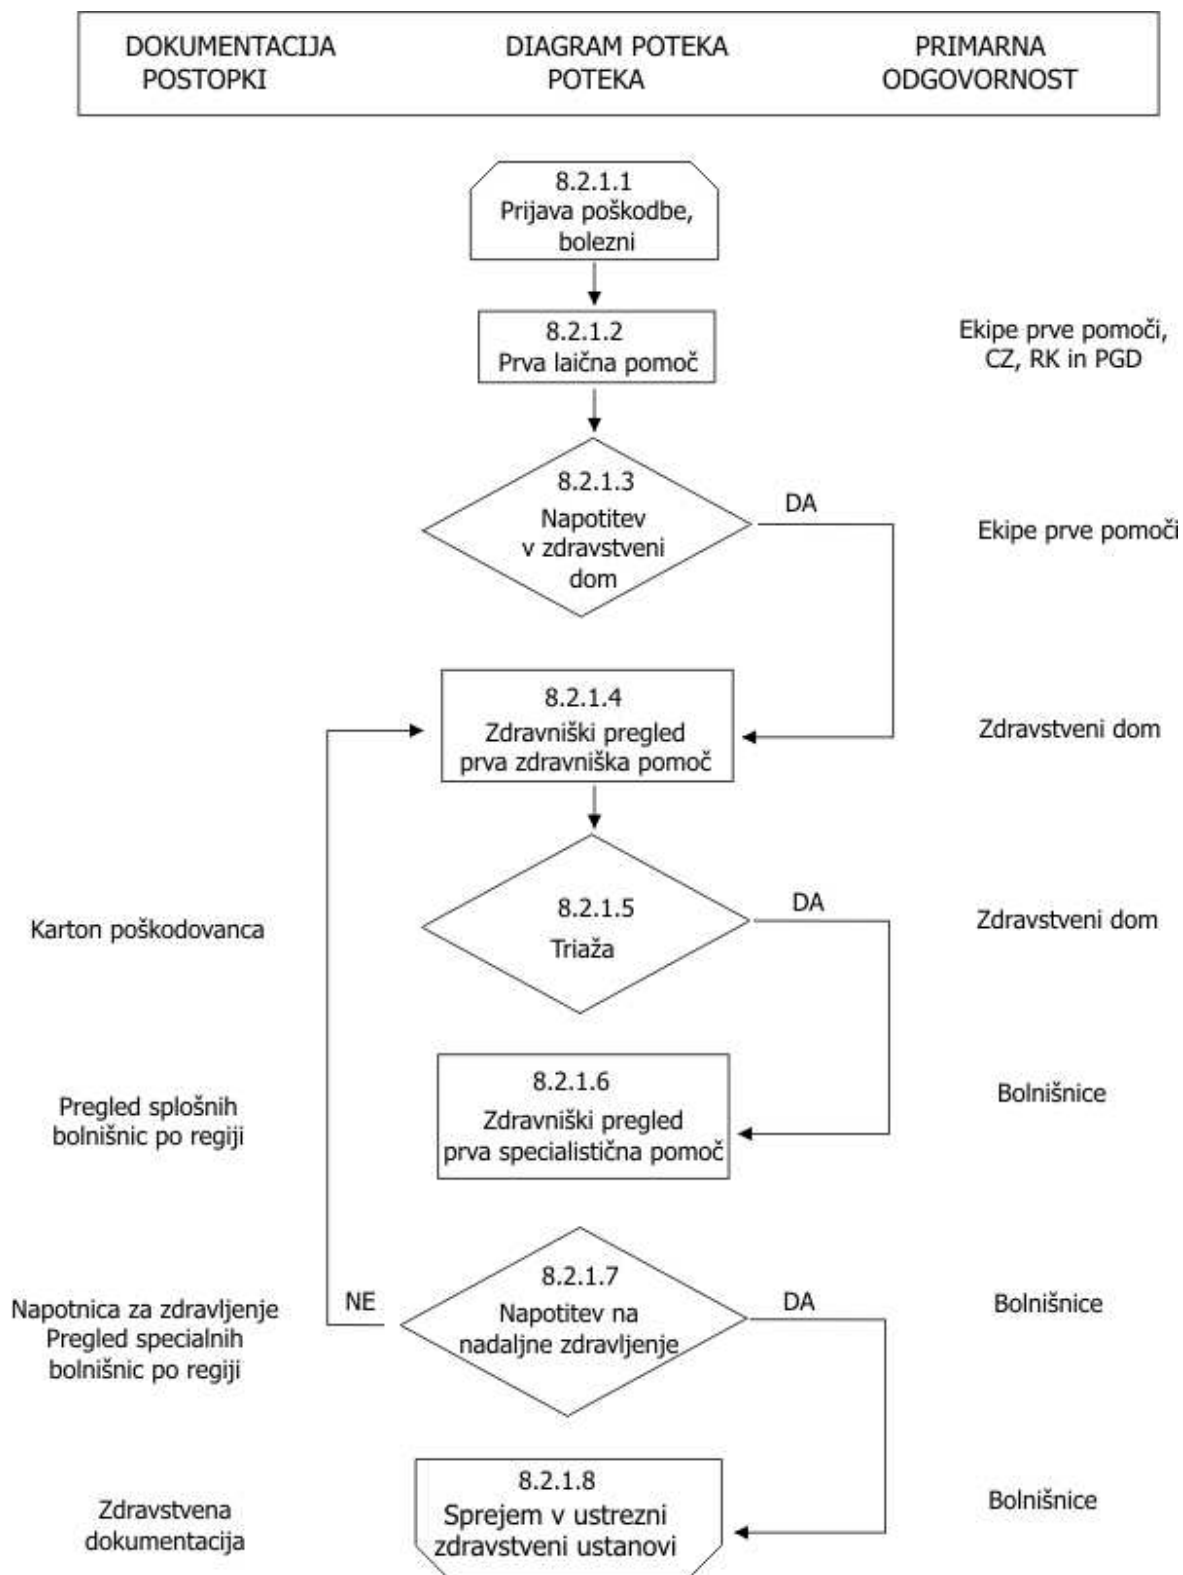 DOKUMENTACIJA
POSTOPKI
DIAGRAM POTEKA
POTEKA
PRIMARNA
ODGOVORNOST
8.2.1.1
Prijava poškodbe,
bolezni
8.2.1.2
Prva laična pomoč
Ekipe prve pomoči,
CZ, RK in PGD
8.2.1.3
Napotitev
v zdravstveni
dom
DA
Ekipe prve pomoči
8.2.1.4
Zdravniški pregled
prva zdravniška pomoč
Zdravstveni dom
Karton poškodovanca
8.2.1.5
Triaža
DA
Zdravstveni dom
Pregled splošnih
bolnišnic po regiji
8.2.1.6
Zdravniški pregled
prva specialistična pomoč
Bolnišnice
Napotnica za zdravljenje
Pregled specialnih
bolnišnic po regiji
NE
8.2.1.7
Napotitev na
nadaljne zdravljenje
DA
Bolnišnice
Zdravstvena
dokumentacija
8.2.1.8
Sprejem v ustrezni
zdravstveni ustanovi
Bolnišnice